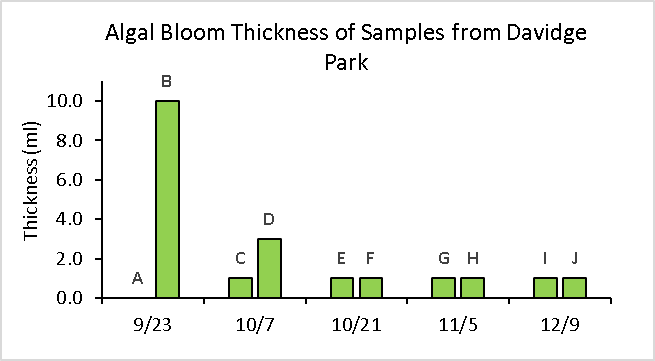 Algal Bloom Thickness of Samples from Davidge
Park
Thickness (ml)
10.0
8.0
6.0
4.0
2.0
0.0
A
B
C
D
E
F
G
H
I
J
9/23
10/7
10/21
11/5
12/9